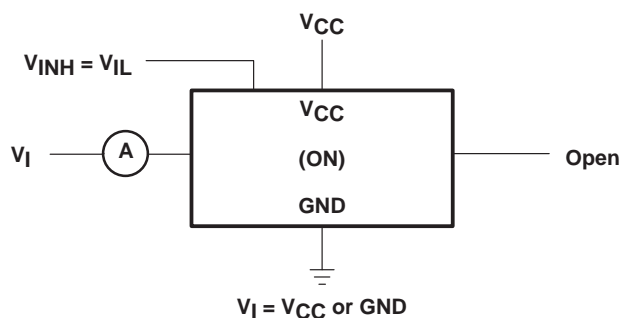 VCC
VINH = VIL
VCC
VI
A
(ON)
Open
GND
VI = VCC or GND